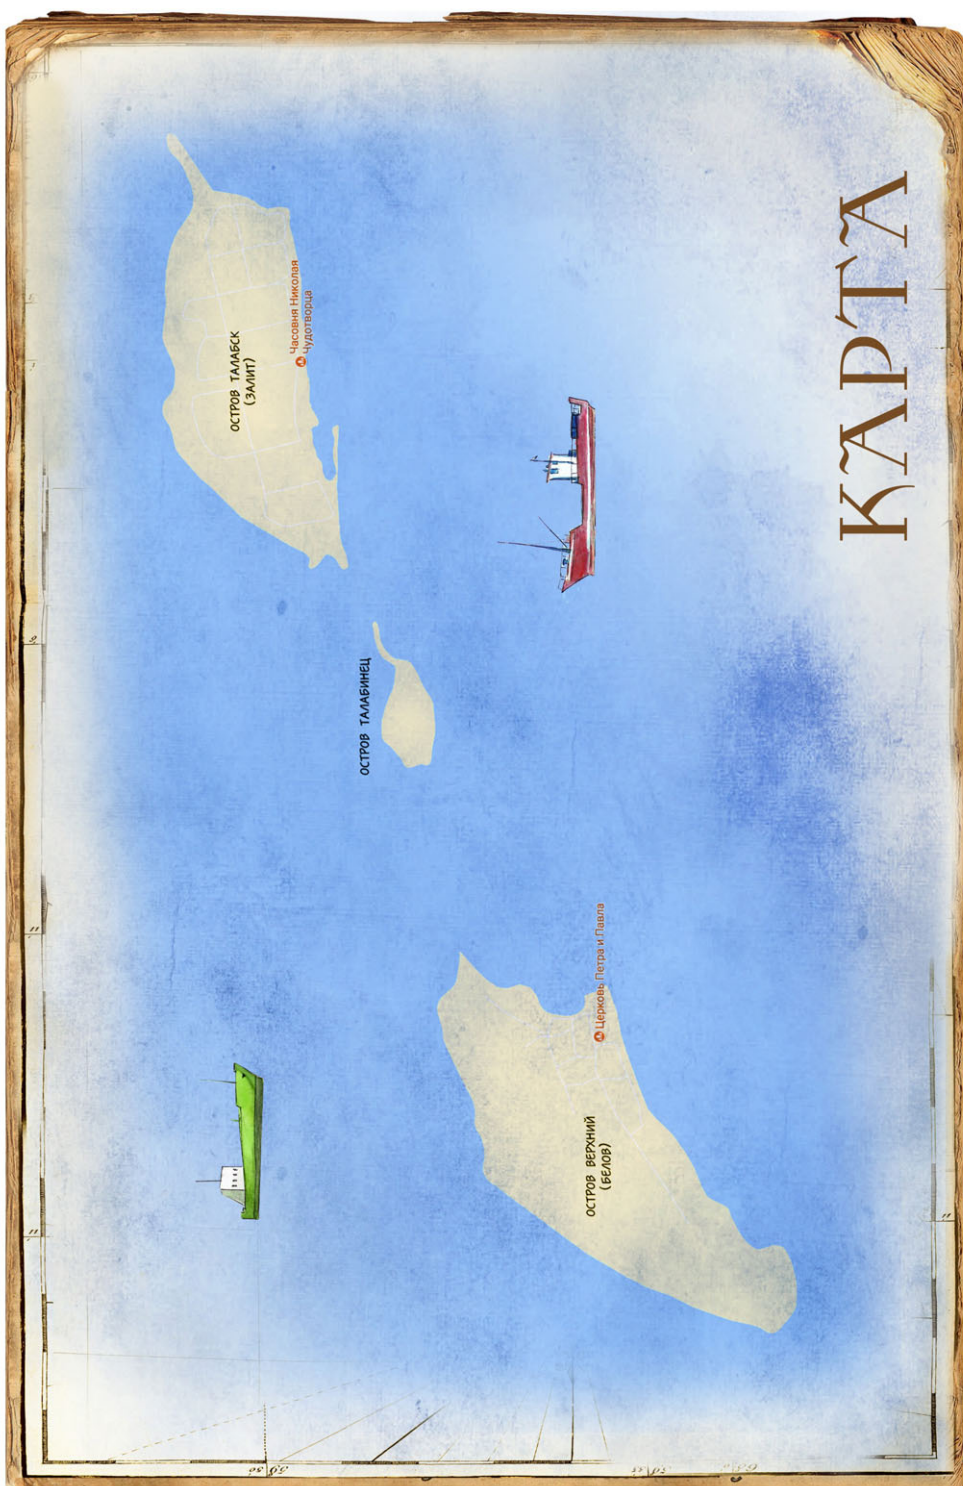 КАРТА
ОСТРОВ ТАЛАБСК
(ЗАЛИТ)
Часовня Николая
Чудотворца
ОСТРОВ ТАЛАБИНЕЦ
Церковь Петра и Павла
ОСТРОВ ВЕРХНИЙ
(БЕЛОВ)